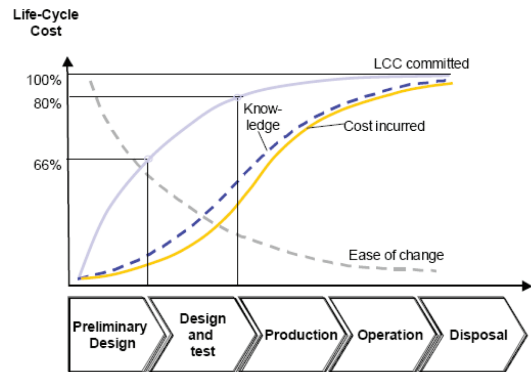 Life-Cycle
Cost
100%
80%
66%
LCC committed
Know-
ledge
Cost incurred
Ease of change
Preliminary
Design
Design
and
test
Production
Operation
Disposal